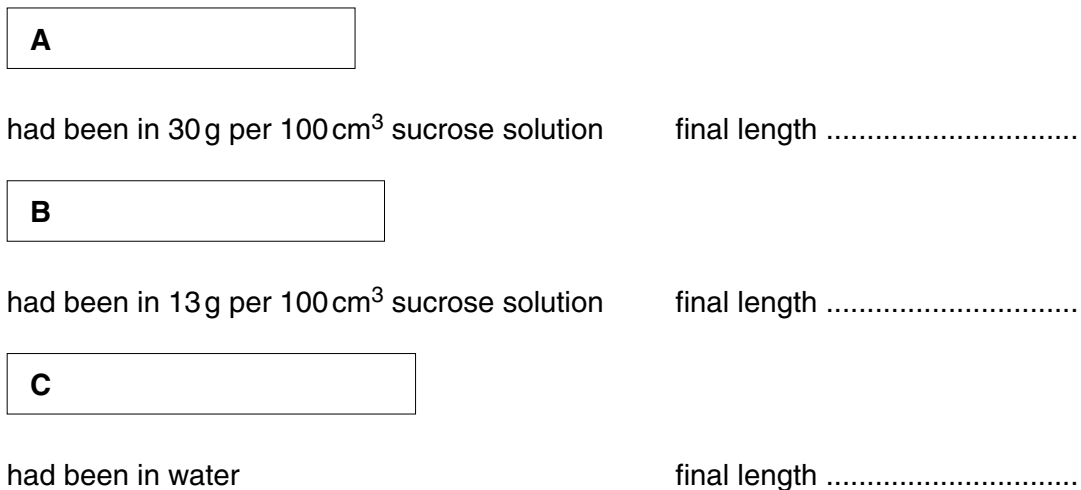 A
had been in 30 g per 100 cm³ sucrose solution final length ...............................
B
had been in 13 g per 100 cm³ sucrose solution final length ...............................
C
had been in water final length ...............................